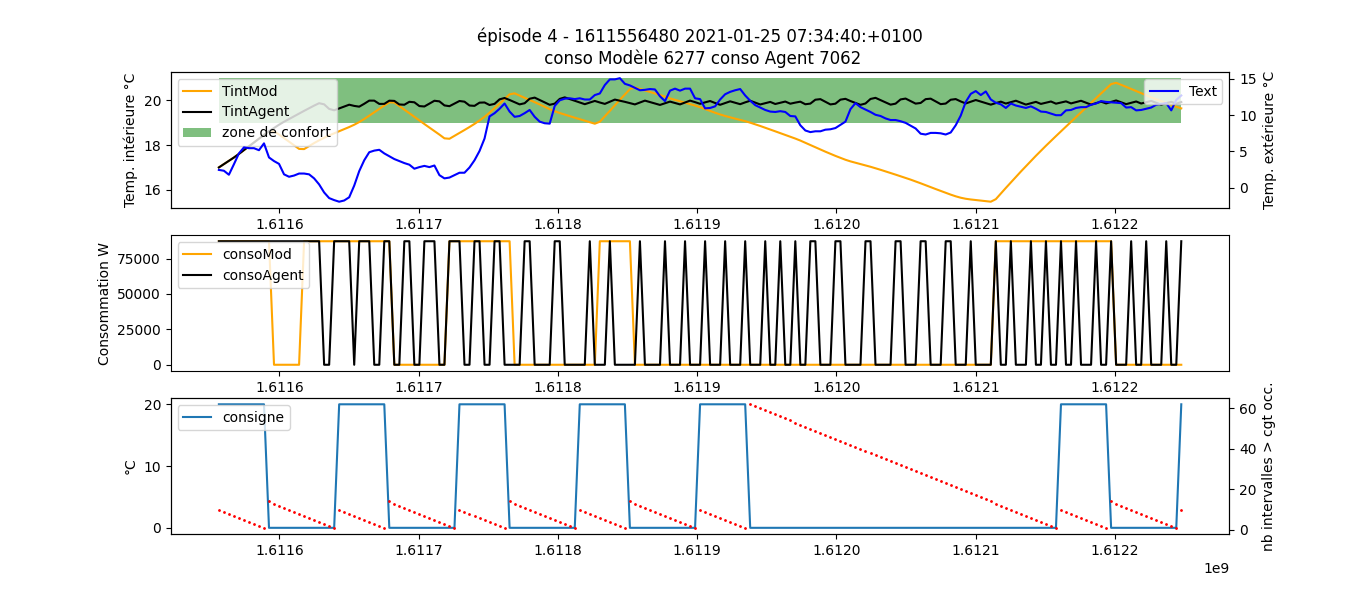 épisode 4 - 1611556480 2021-01-25 07:34:40:+0100
conso Modèle 6277 conso Agent 7062
Temp. intérieure °C
20
18
16
TintMod
TintAgent
zone de confort
Text
15
10
5
0
Temp. extérieure °C
1.6116 1.6117 1.6118 1.6119 1.6120 1.6121 1.6122
Consommation W
75000
50000
25000
0
consoMod
consoAgent
1.6116 1.6117 1.6118 1.6119 1.6120 1.6121 1.6122
°C
20
10
0
consigne
60
40
20
0
nb intervalles > cgt occ.
1.6116 1.6117 1.6118 1.6119 1.6120 1.6121 1.6122
1e9